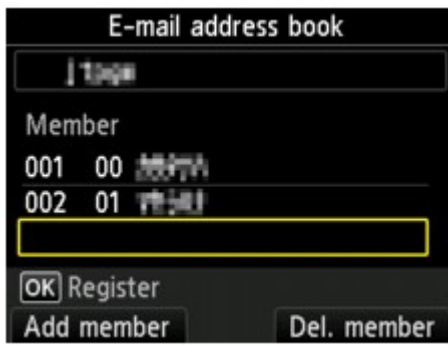 E-mail address book
Member
001 00
002 01
OK Register
Add member Del. member